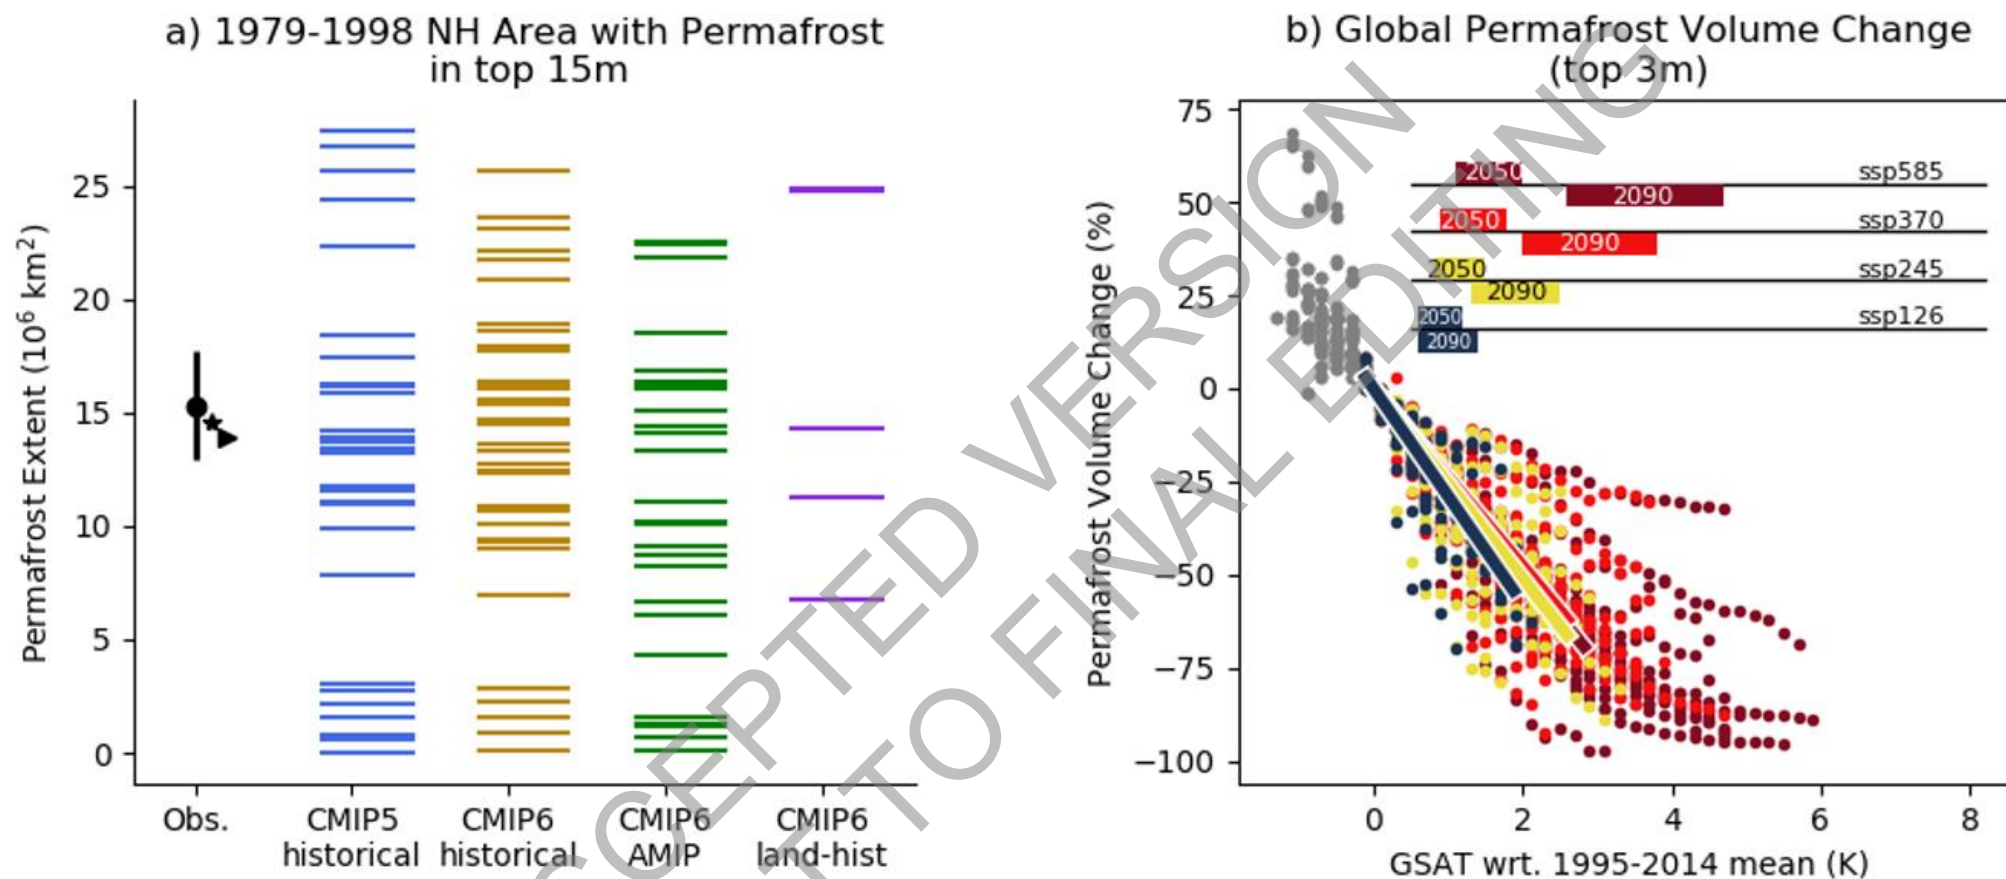 a) 1979-1998 NH Area with Permafrost
in top 15m
Permafrost Extent (10⁶ km²)
25
20
15
10
5
0
Obs.
CMIP5
historical
CMIP6
historical
CMIP6
AMIP
CMIP6
land-hist
b) Global Permafrost Volume Change
(top 3m)
Permafrost Volume Change (%)
75
50
25
0
−25
−50
−75
−100
2050
ssp585
2090
2050
ssp370
2090
2050
ssp245
2090
2050
ssp126
2090
0
2
4
6
8
GSAT wrt. 1995-2014 mean (K)
CCEPTED VERSION
T TO FINAL EDITING